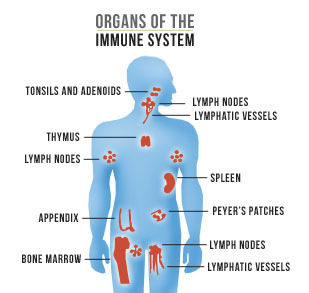 ORGANS OF THE
IMMUNE SYSTEM
TONSILS AND ADENOIDS
LYMPH NODES
LYMPHATIC VESSELS
THYMUS
LYMPH NODES
SPLEEN
APPENDIX
PEYER'S PATCHES
LYMPH NODES
BONE MARROW
LYMPHATIC VESSELS